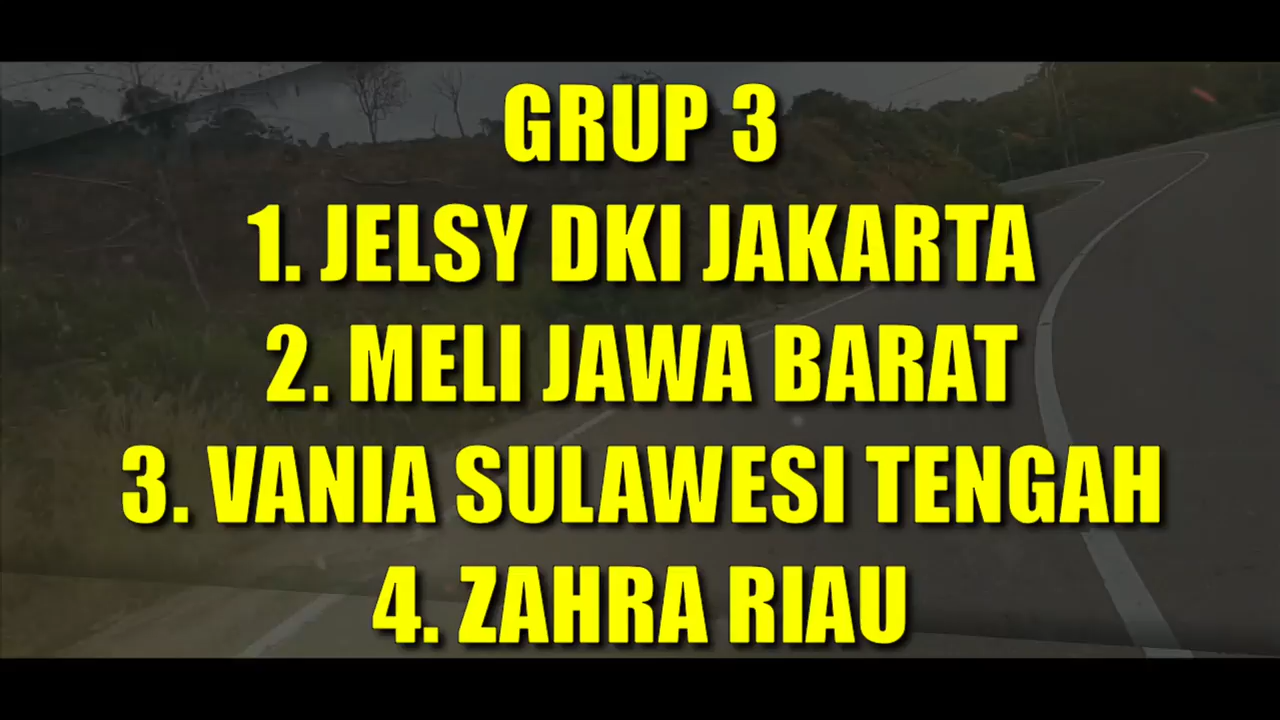 GRUP 3
1. JELSY DKI JAKARTA
2. MELI JAWA BARAT
3. VANIA SULAWESI TENGAH
4. ZAHRA RIAU